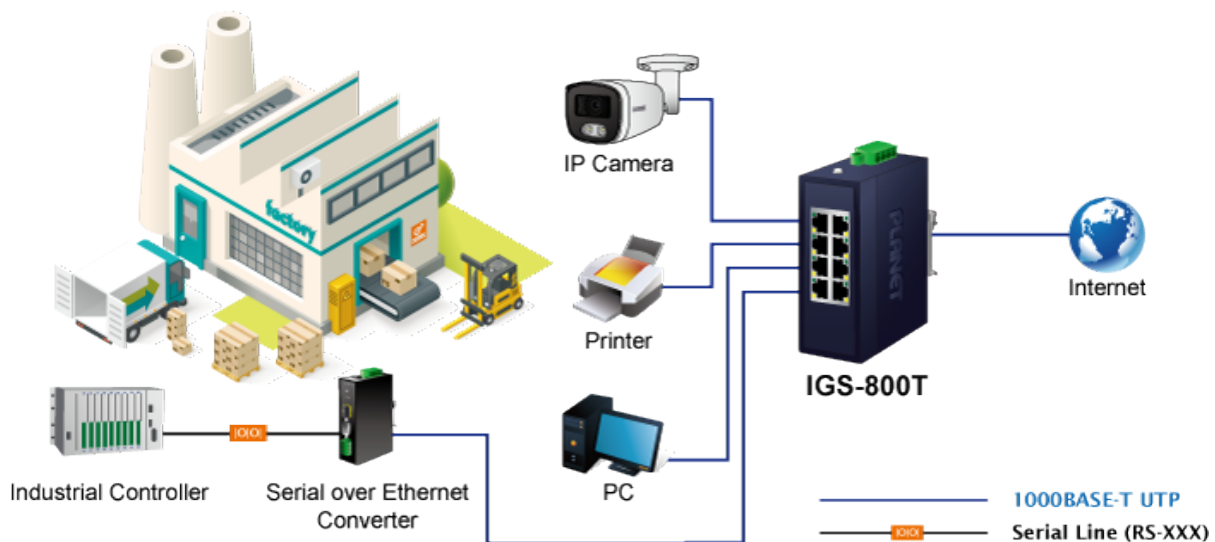 factory
IP Camera
PLANET
Internet
Printer
IGS-800T
|O|O|
Industrial Controller
Serial over Ethernet
Converter
PC
1000BASE-T UTP
|O|O|
Serial Line (RS-XXX)